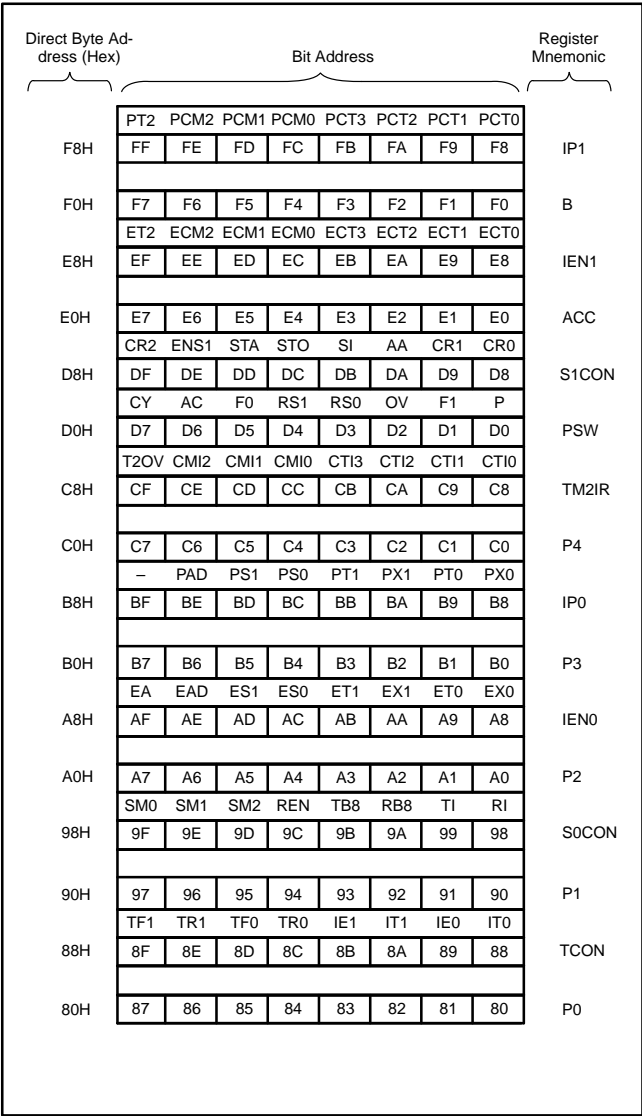 Direct Byte Ad-
dress (Hex)
Bit Address
Register
Mnemonic
PT2 PCM2 PCM1 PCM0 PCT3 PCT2 PCT1 PCT0
F8H FF FE FD FC FB FA F9 F8 IP1
F0H F7 F6 F5 F4 F3 F2 F1 F0 B
ET2 ECM2 ECM1 ECM0 ECT3 ECT2 ECT1 ECT0
E8H EF EE ED EC EB EA E9 E8 IEN1
E0H E7 E6 E5 E4 E3 E2 E1 E0 ACC
CR2 ENS1 STA STO SI AA CR1 CR0
D8H DF DE DD DC DB DA D9 D8 S1CON
CY AC F0 RS1 RS0 OV F1 P
D0H D7 D6 D5 D4 D3 D2 D1 D0 PSW
T2OV CMI2 CMI1 CMI0 CTI3 CTI2 CTI1 CTI0
C8H CF CE CD CC CB CA C9 C8 TM2IR
C0H C7 C6 C5 C4 C3 C2 C1 C0 P4
– PAD PS1 PS0 PT1 PX1 PT0 PX0
B8H BF BE BD BC BB BA B9 B8 IP0
B0H B7 B6 B5 B4 B3 B2 B1 B0 P3
EA EAD ES1 ES0 ET1 EX1 ET0 EX0
A8H AF AE AD AC AB AA A9 A8 IEN0
A0H A7 A6 A5 A4 A3 A2 A1 A0 P2
SM0 SM1 SM2 REN TB8 RB8 TI RI
98H 9F 9E 9D 9C 9B 9A 99 98 S0CON
90H 97 96 95 94 93 92 91 90 P1
TF1 TR1 TF0 TR0 IE1 IT1 IE0 IT0
88H 8F 8E 8D 8C 8B 8A 89 88 TCON
80H 87 86 85 84 83 82 81 80 P0